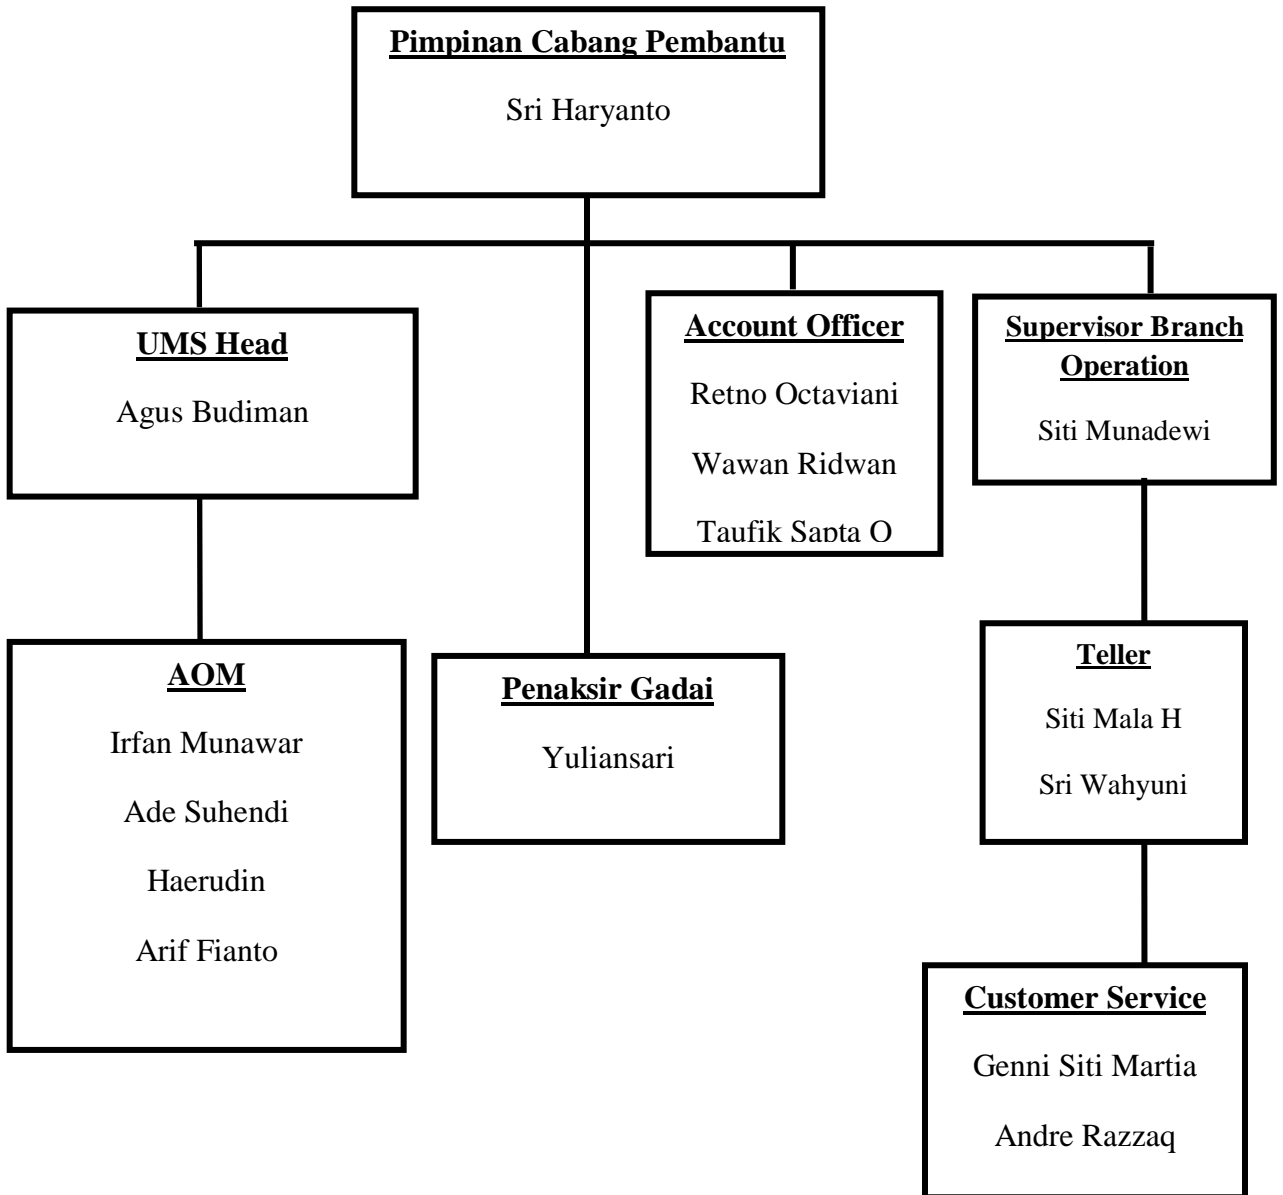 Pimpinan Cabang Pembantu
Sri Haryanto
UMS Head
Agus Budiman
Account Officer
Retno Octaviani
Wawan Ridwan
Taufik Sapta O
Supervisor Branch
Operation
Siti Munadewi
AOM
Irfan Munawar
Ade Suhendi
Haerudin
Arif Fianto
Penaksir Gadai
Yuliansari
Teller
Siti Mala H
Sri Wahyuni
Customer Service
Genni Siti Martia
Andre Razzaq